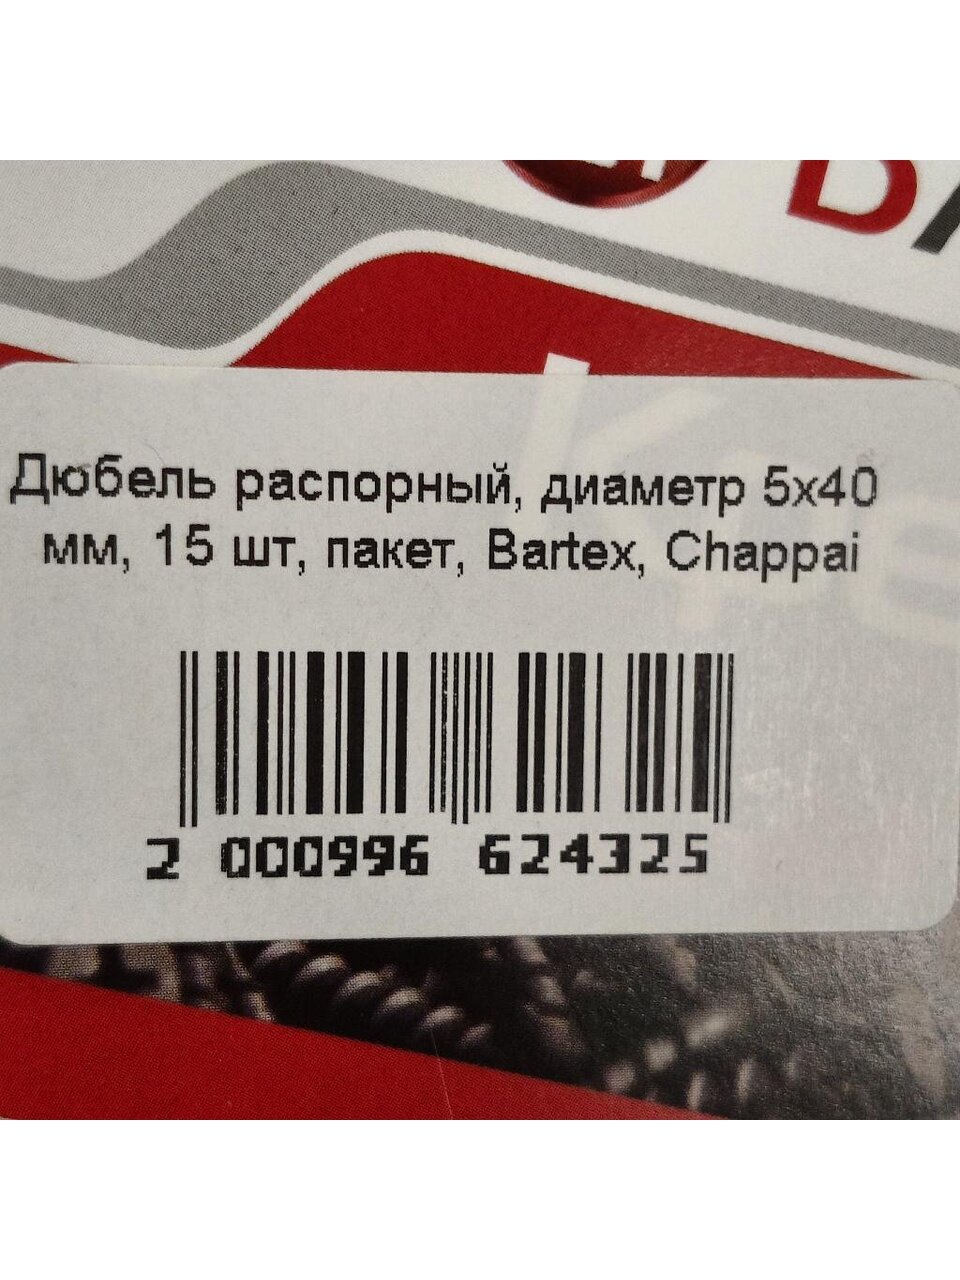 Дюбель распорный, диаметр 5х40
мм, 15 шт, пакет, Bartex, Chappai
2 000996 624325